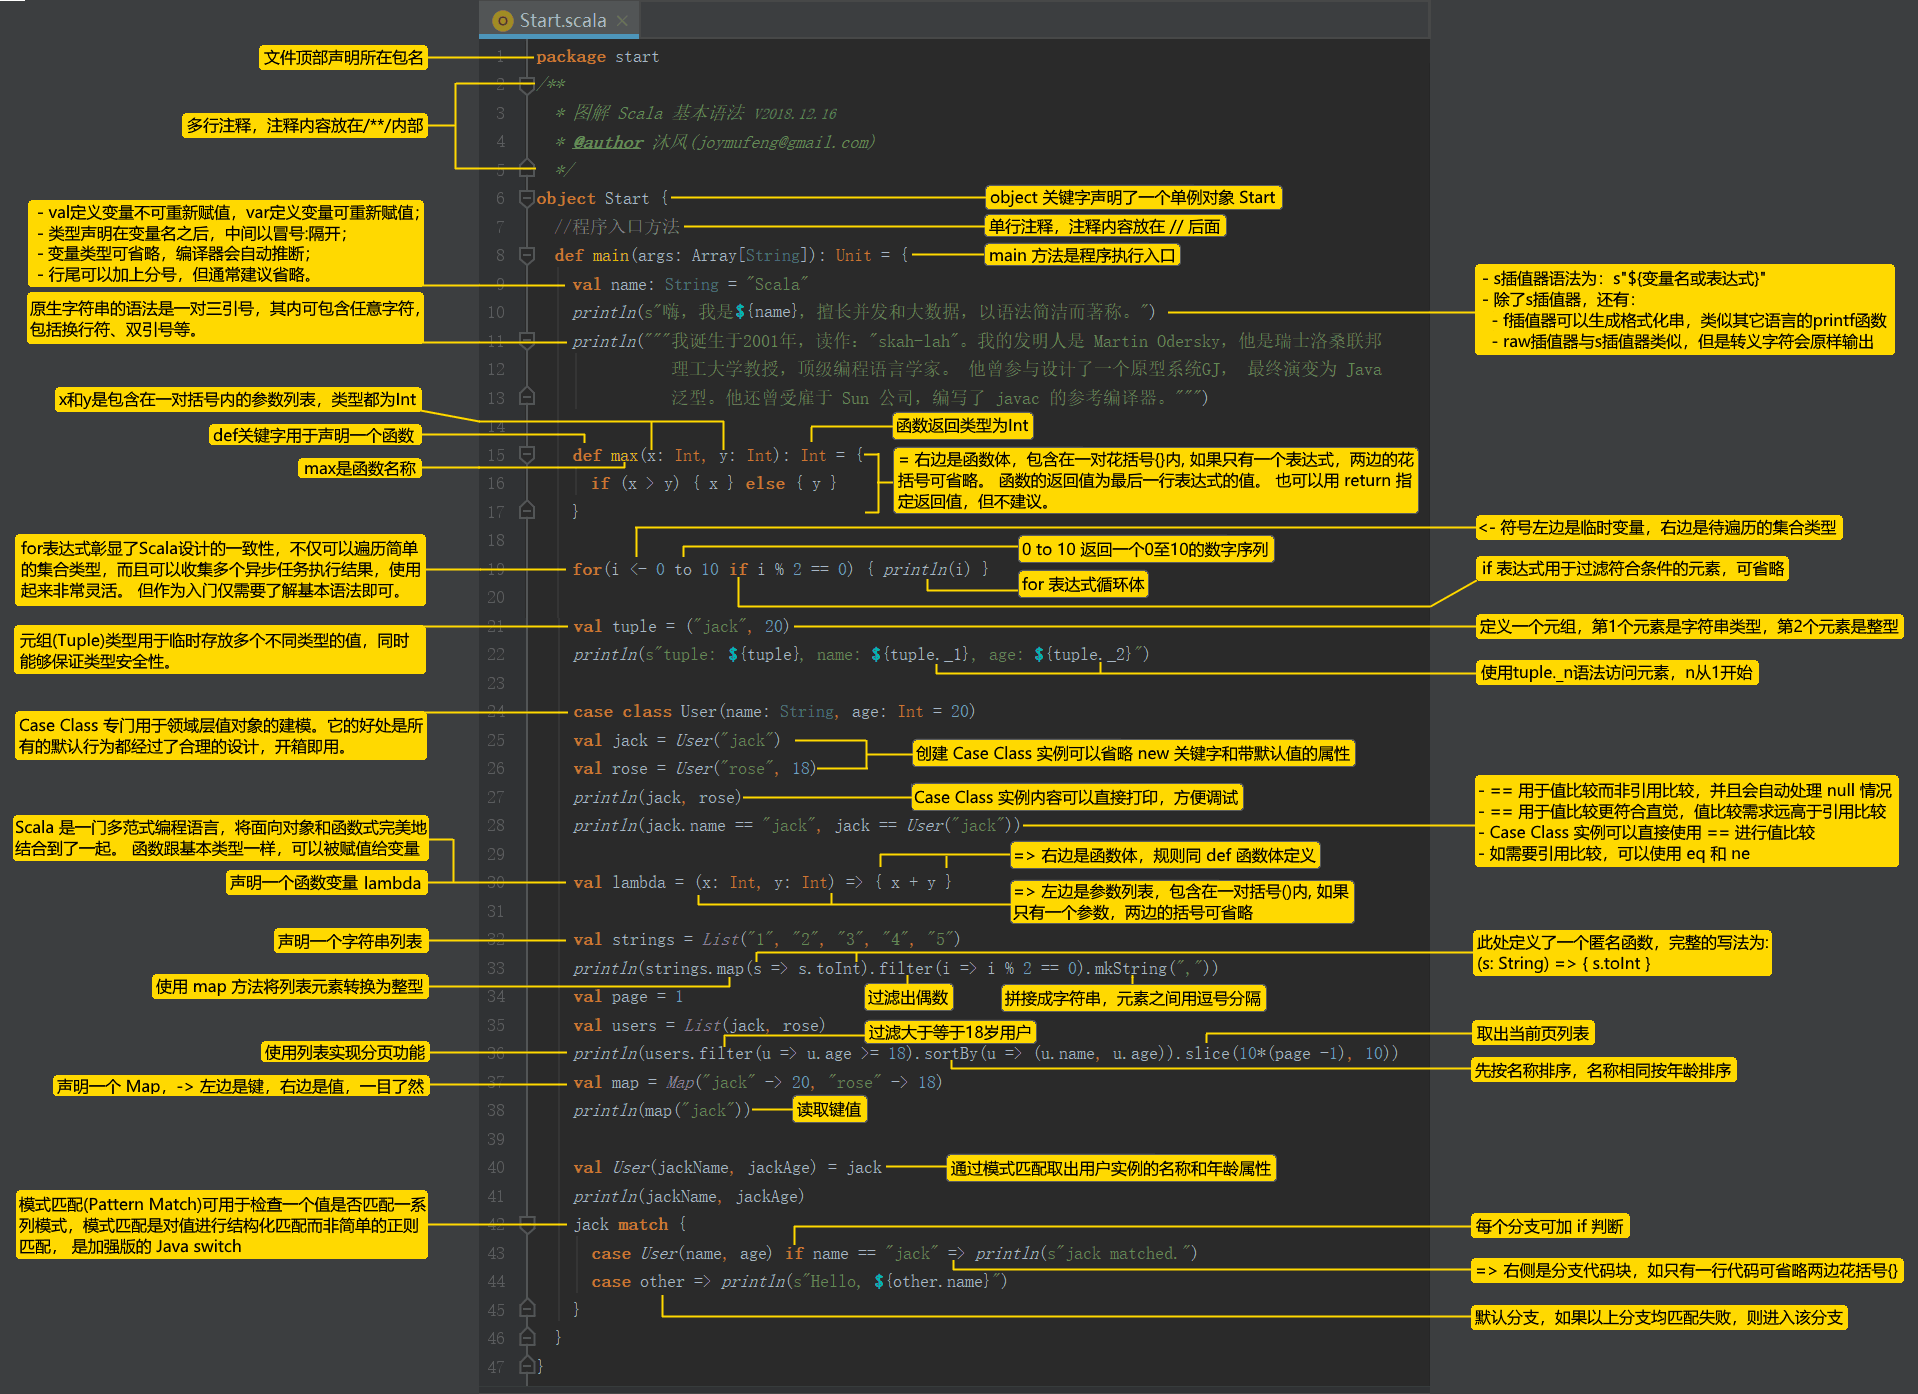 Start.scala
文件顶部声明所在包名
1 package start
2 /**
3 * 图解 Scala 基本语法 V2018.12.16
多行注释，注释内容放在/**/内部
4 * @author 沐风(joymufeng@gmail.com)
5 */
6 object Start {
object 关键字声明了一个单例对象 Start
7 //程序入口方法
单行注释，注释内容放在 // 后面
8 def main(args: Array[String]): Unit = {
main 方法是程序执行入口
- val定义变量不可重新赋值，var定义变量可重新赋值；
- 类型声明在变量名之后，中间以冒号:隔开；
- 变量类型可省略，编译器会自动推断；
- 行尾可以加上分号，但通常建议省略。
9 val name: String = "Scala"
10 println(s"嗨，我是${name}，擅长并发和大数据，以语法简洁而著称。")
- s插值器语法为：s"${变量名或表达式}"
- 除了s插值器，还有：
- f插值器可以生成格式化串，类似其它语言的printf函数
- raw插值器与s插值器类似，但是转义字符会原样输出
原生字符串的语法是一对三引号，其内可包含任意字符，
包括换行符、双引号等。
11 println("""我诞生于2001年，读作："skah-lah"。我的发明人是 Martin Odersky，他是瑞士洛桑联邦
12 理工大学教授，顶级编程语言学家。 他曾参与设计了一个原型系统GJ， 最终演变为 Java
13 泛型。他还曾受雇于 Sun 公司，编写了 javac 的参考编译器。""")
14
x和y是包含在一对括号内的参数列表，类型都为Int
def关键字用于声明一个函数
max是函数名称
函数返回类型为Int
15 def max(x: Int, y: Int): Int = {
16 if (x > y) { x } else { y }
17 }
= 右边是函数体，包含在一对花括号{}内, 如果只有一个表达式，两边的花
括号可省略。 函数的返回值为最后一行表达式的值。 也可以用 return 指
定返回值，但不建议。
18
<- 符号左边是临时变量，右边是待遍历的集合类型
0 to 10 返回一个0至10的数字序列
for表达式彰显了Scala设计的一致性，不仅可以遍历简单
的集合类型，而且可以收集多个异步任务执行结果，使用
起来非常灵活。 但作为入门仅需要了解基本语法即可。
19 for(i <- 0 to 10 if i % 2 == 0) { println(i) }
if 表达式用于过滤符合条件的元素，可省略
for 表达式循环体
20
21 val tuple = ("jack", 20)
定义一个元组，第1个元素是字符串类型，第2个元素是整型
元组(Tuple)类型用于临时存放多个不同类型的值，同时
能够保证类型安全性。
22 println(s"tuple: ${tuple}, name: ${tuple._1}, age: ${tuple._2}")
使用tuple._n语法访问元素，n从1开始
23
24 case class User(name: String, age: Int = 20)
Case Class 专门用于领域层值对象的建模。它的好处是所
有的默认行为都经过了合理的设计，开箱即用。
25 val jack = User("jack")
26 val rose = User("rose", 18)
创建 Case Class 实例可以省略 new 关键字和带默认值的属性
27 println(jack, rose)
Case Class 实例内容可以直接打印，方便调试
28 println(jack.name == "jack", jack == User("jack"))
- == 用于值比较而非引用比较，并且会自动处理 null 情况
- == 用于值比较更符合直觉，值比较需求远高于引用比较
- Case Class 实例可以直接使用 == 进行值比较
- 如需要引用比较，可以使用 eq 和 ne
Scala 是一门多范式编程语言，将面向对象和函数式完美地
结合到了一起。 函数跟基本类型一样，可以被赋值给变量
29
=> 右边是函数体，规则同 def 函数体定义
声明一个函数变量 lambda
30 val lambda = (x: Int, y: Int) => { x + y }
=> 左边是参数列表，包含在一对括号()内, 如果
只有一个参数，两边的括号可省略
31
声明一个字符串列表
32 val strings = List("1", "2", "3", "4", "5")
此处定义了一个匿名函数，完整的写法为:
(s: String) => { s.toInt }
33 println(strings.map(s => s.toInt).filter(i => i % 2 == 0).mkString(","))
使用 map 方法将列表元素转换为整型
34 val page = 1
过滤出偶数
拼接成字符串，元素之间用逗号分隔
35 val users = List(jack, rose)
过滤大于等于18岁用户
取出当前页列表
使用列表实现分页功能
36 println(users.filter(u => u.age >= 18).sortBy(u => (u.name, u.age)).slice(10*(page -1), 10))
先按名称排序，名称相同按年龄排序
声明一个 Map，-> 左边是键，右边是值，一目了然
37 val map = Map("jack" -> 20, "rose" -> 18)
38 println(map("jack"))
读取键值
39
40 val User(jackName, jackAge) = jack
通过模式匹配取出用户实例的名称和年龄属性
41 println(jackName, jackAge)
模式匹配(Pattern Match)可用于检查一个值是否匹配一系
列模式，模式匹配是对值进行结构化匹配而非简单的正则
匹配， 是加强版的 Java switch
42 jack match {
每个分支可加 if 判断
43 case User(name, age) if name == "jack" => println(s"jack matched.")
=> 右侧是分支代码块，如只有一行代码可省略两边花括号{}
44 case other => println(s"Hello, ${other.name}")
45 }
默认分支，如果以上分支均匹配失败，则进入该分支
46 }
47 }